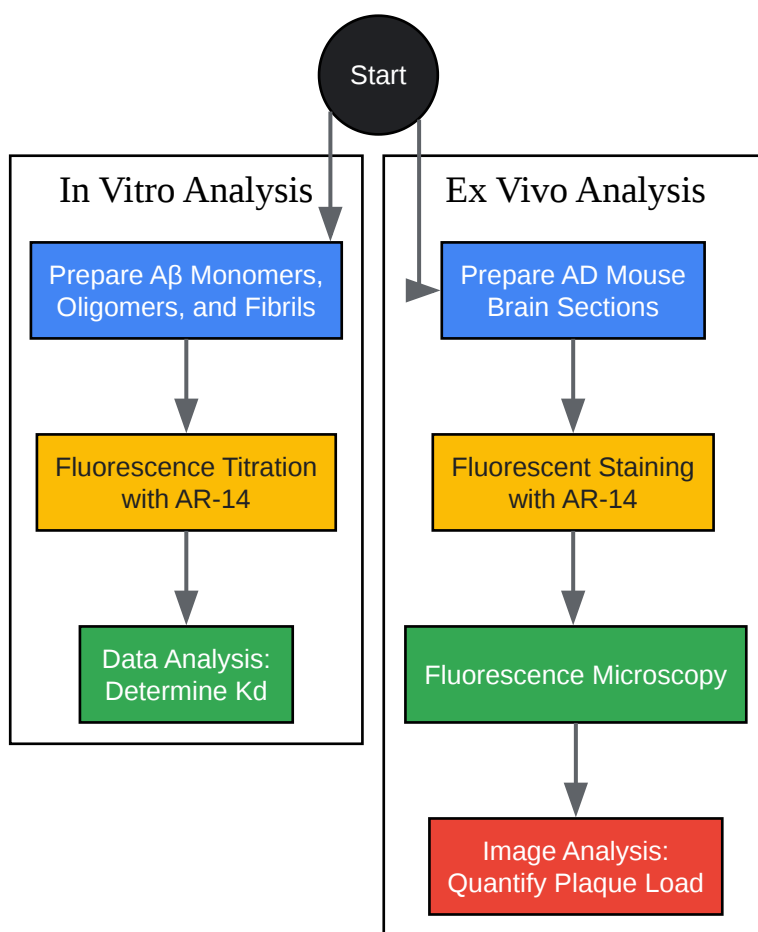 Start
In Vitro Analysis
Prepare Aβ Monomers,
Oligomers, and Fibrils
Fluorescence Titration
with AR-14
Data Analysis:
Determine Kd
Ex Vivo Analysis
Prepare AD Mouse
Brain Sections
Fluorescent Staining
with AR-14
Fluorescence Microscopy
Image Analysis:
Quantify Plaque Load